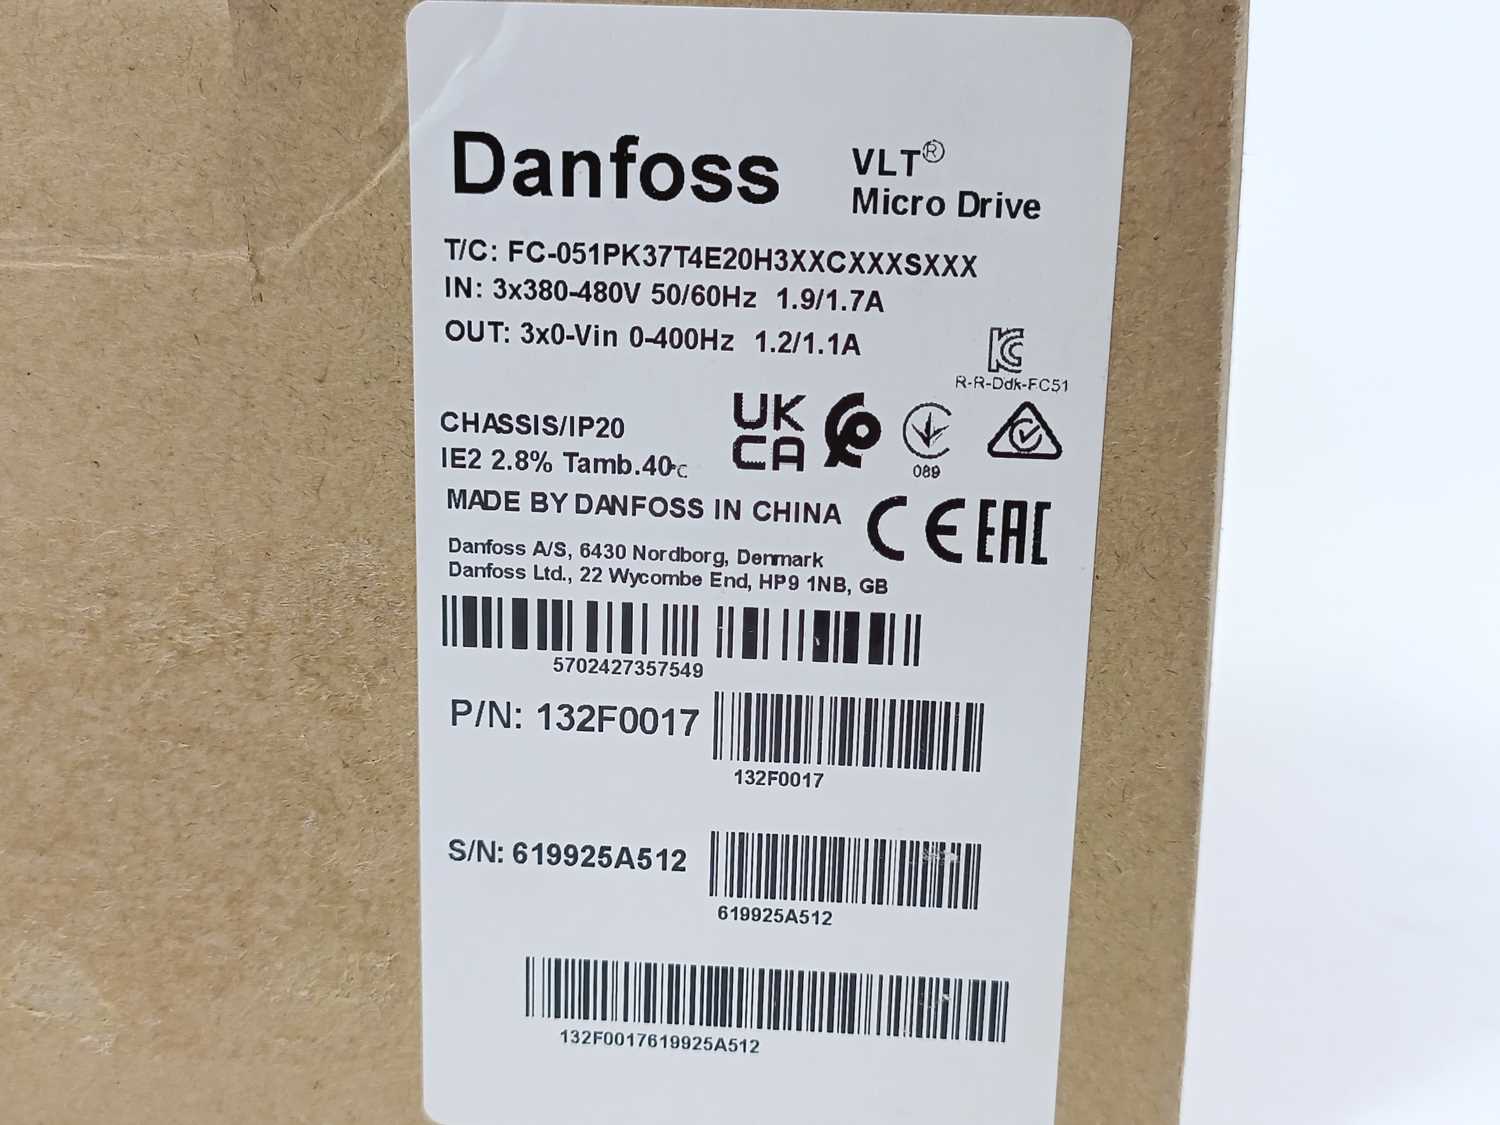 Danfoss
VLT®
Micro Drive
T/C: FC-051PK37T4E20H3XXCXXXSXXX
IN: 3x380-480V 50/60Hz 1.9/1.7A
OUT: 3x0-Vin 0-400Hz 1.2/1.1A
R-R-Ddk-FC51
CHASSIS/IP20
IE2 2.8% Tamb.40°C
UK
CA
089
MADE BY DANFOSS IN CHINA
CE EAC
Danfoss A/S, 6430 Nordborg, Denmark
Danfoss Ltd., 22 Wycombe End, HP9 1NB, GB
5702427357549
P/N: 132F0017
132F0017
S/N: 619925A512
619925A512
132F0017619925A512